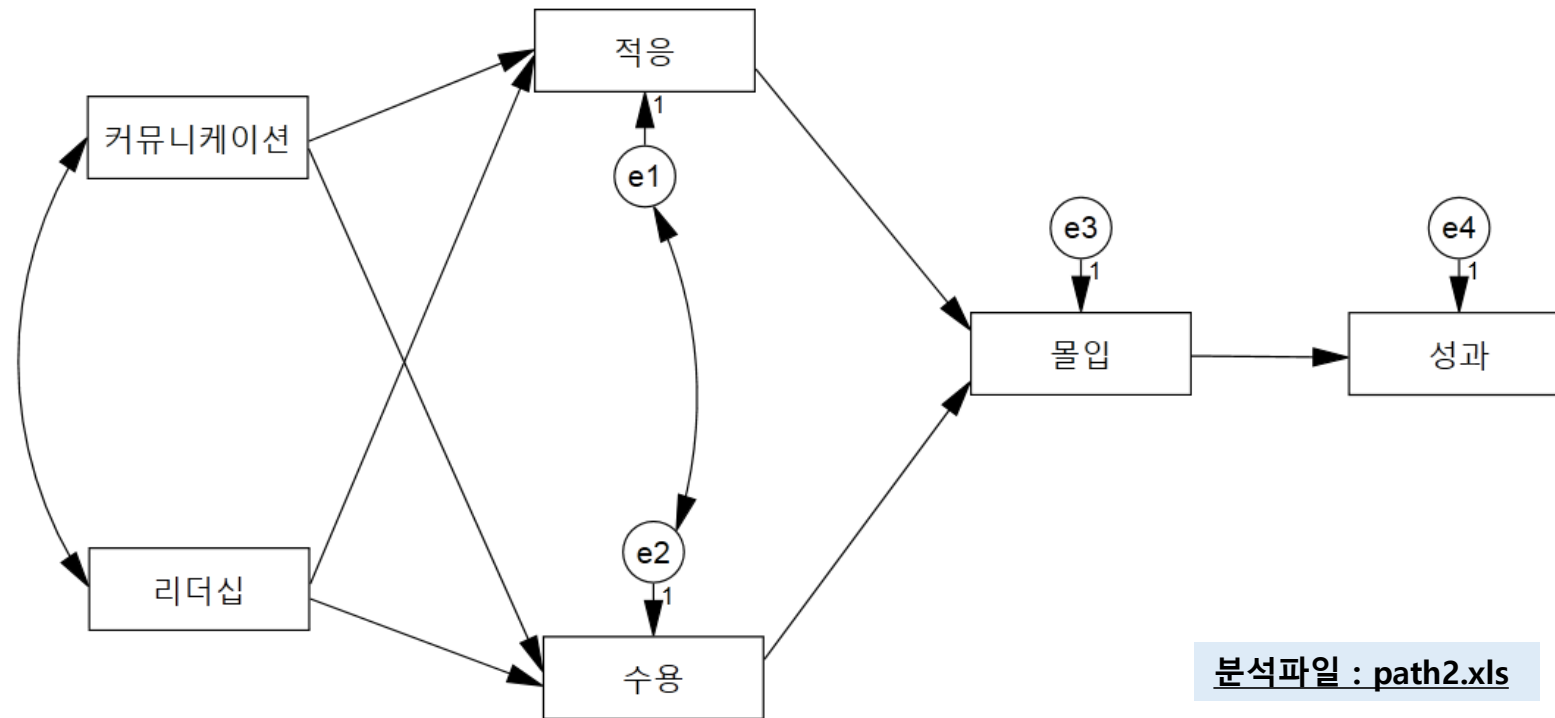 적응
1
커뮤니케이션
e1
e3
1
e4
1
몰입
성과
e2
1
리더십
수용
분석파일 : path2.xls